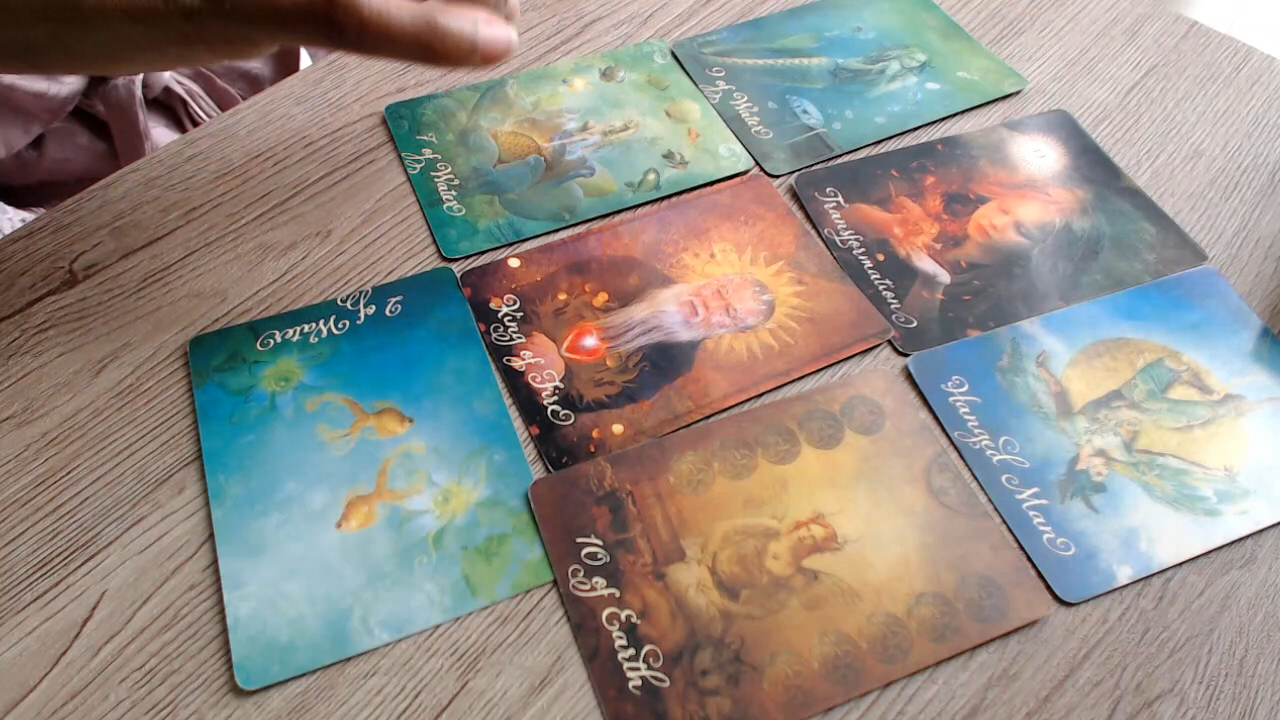 7 of Water
9 of Water
Transformation
King of Fire
2 of Water
Hanged Man
10 of Earth